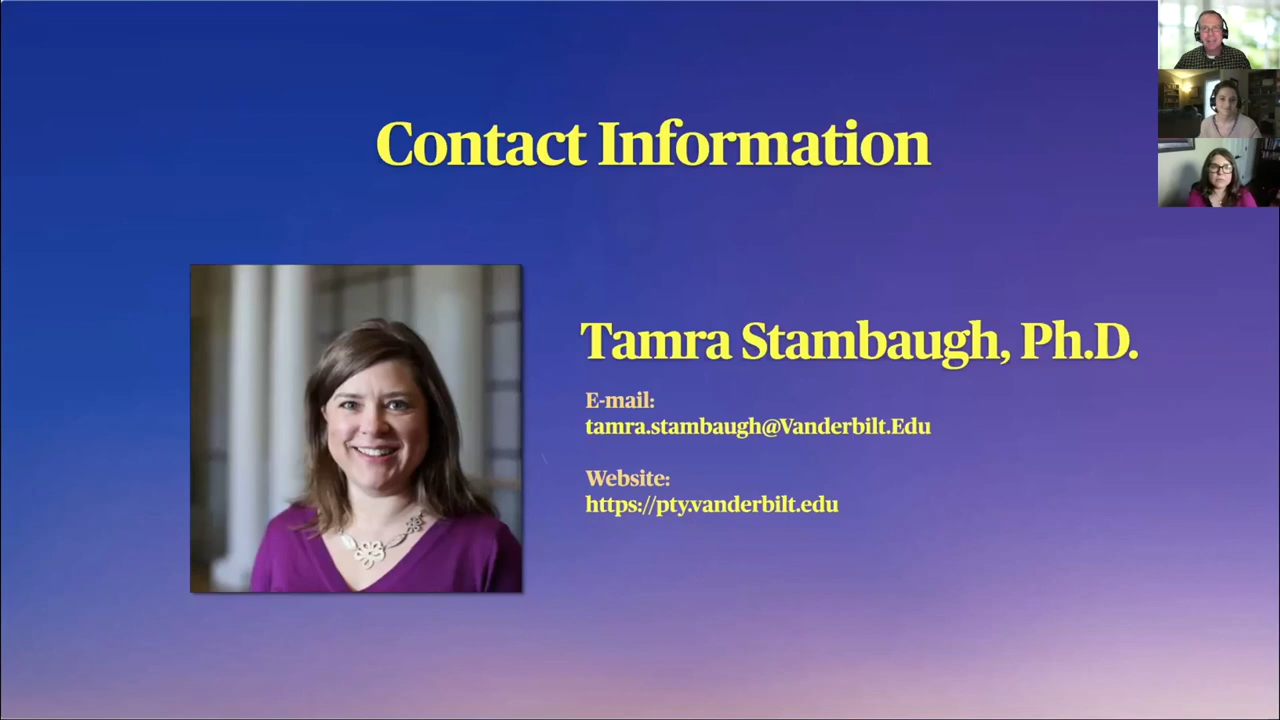 Contact Information
Tamra Stambaugh, Ph.D.
E-mail:
tamra.stambaugh@Vanderbilt.Edu
Website:
https://pty.vanderbilt.edu